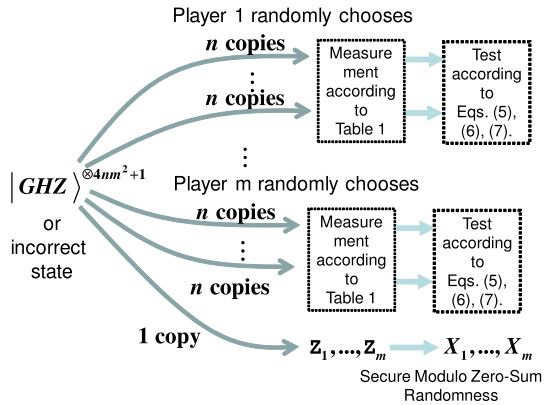 Player 1 randomly chooses
n copies
⋮
n copies
Measure
ment
according
to
Table 1
Test
according
to
Eqs. (5),
(6), (7).
⋮
|GHZ⟩^{⊗4nm²+1}
or
incorrect
state
Player m randomly chooses
n copies
⋮
n copies
Measure
ment
according
to
Table 1
Test
according
to
Eqs. (5),
(6), (7).
1 copy
Z₁,...,Zₘ
X₁,...,Xₘ
Secure Modulo Zero-Sum
Randomness